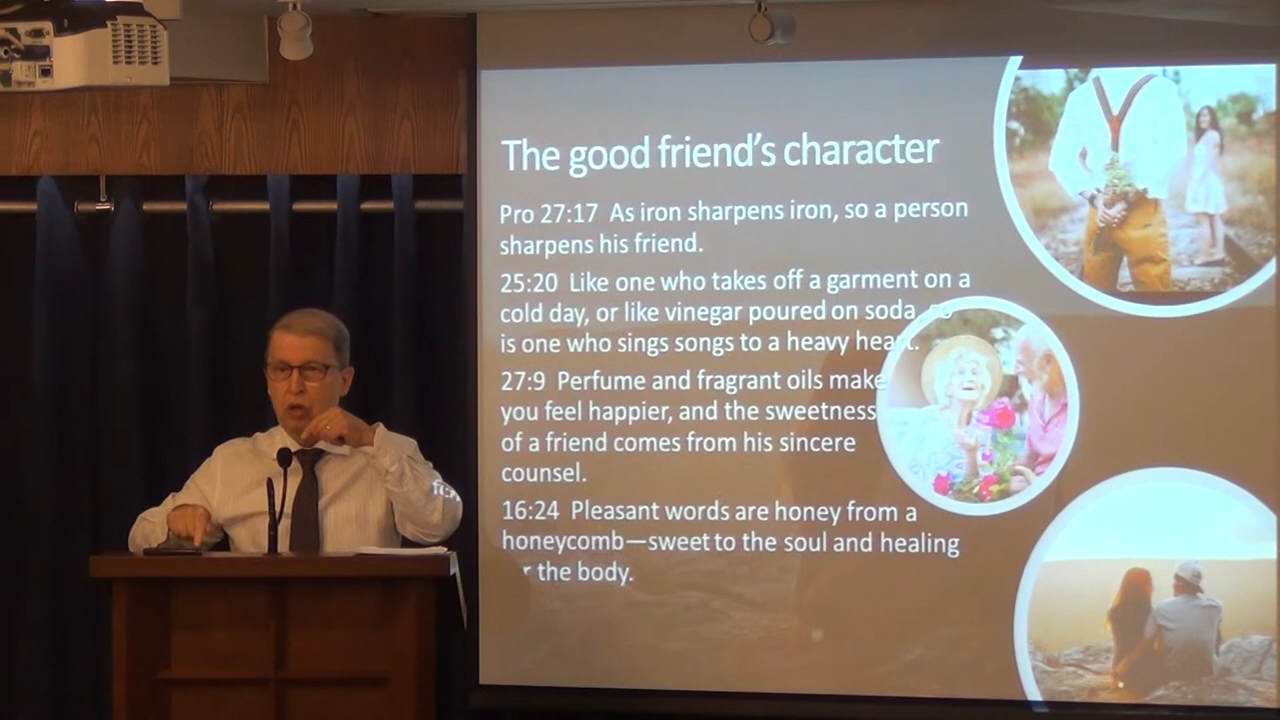 The good friend's character
Pro 27:17 As iron sharpens iron, so a person
sharpens his friend.
25:20 Like one who takes off a garment on a
cold day, or like vinegar poured on soda, so
is one who sings songs to a heavy heart.
27:9 Perfume and fragrant oils make
you feel happier, and the sweetness
of a friend comes from his sincere
counsel.
16:24 Pleasant words are honey from a
honeycomb—sweet to the soul and healing
the body.